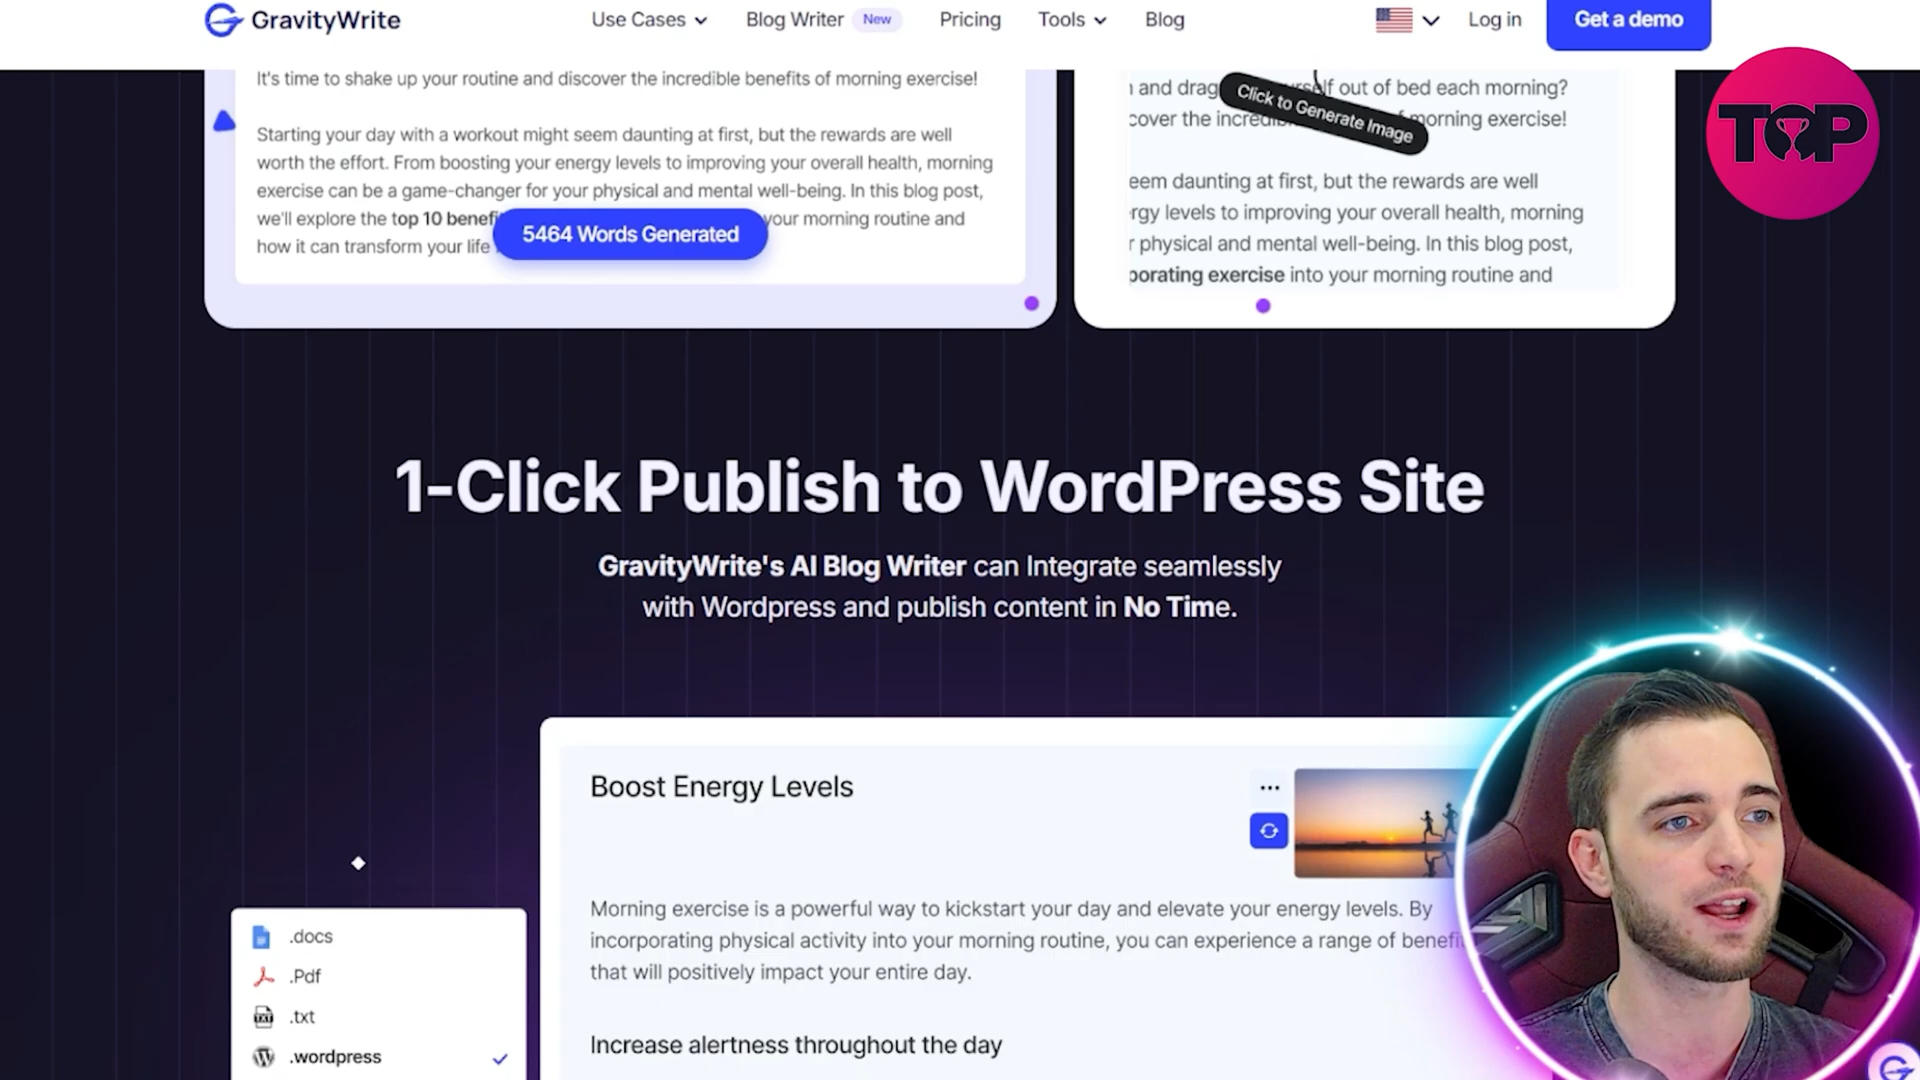 GravityWrite
Use Cases
Blog Writer
New
Pricing
Tools
Blog
Log in
Get a demo
TOP
It's time to shake up your routine and discover the incredible benefits of morning exercise!
Starting your day with a workout might seem daunting at first, but the rewards are well
worth the effort. From boosting your energy levels to improving your overall health, morning
exercise can be a game-changer for your physical and mental well-being. In this blog post,
we'll explore the top 10 benefi
your morning routine and
how it can transform your life
5464 Words Generated
and drag
out of bed each morning?
Click to Generate Image
cover the
morning exercise!
eem daunting at first, but the rewards are well
rgy levels to improving your overall health, morning
r physical and mental well-being. In this blog post,
porating exercise into your morning routine and
1-Click Publish to WordPress Site
GravityWrite's AI Blog Writer can Integrate seamlessly
with Wordpress and publish content in No Time.
Boost Energy Levels
Morning exercise is a powerful way to kickstart your day and elevate your energy levels. By
incorporating physical activity into your morning routine, you can experience a range of benefit
that will positively impact your entire day.
Increase alertness throughout the day
.docs
.Pdf
TXT
.txt
.wordpress